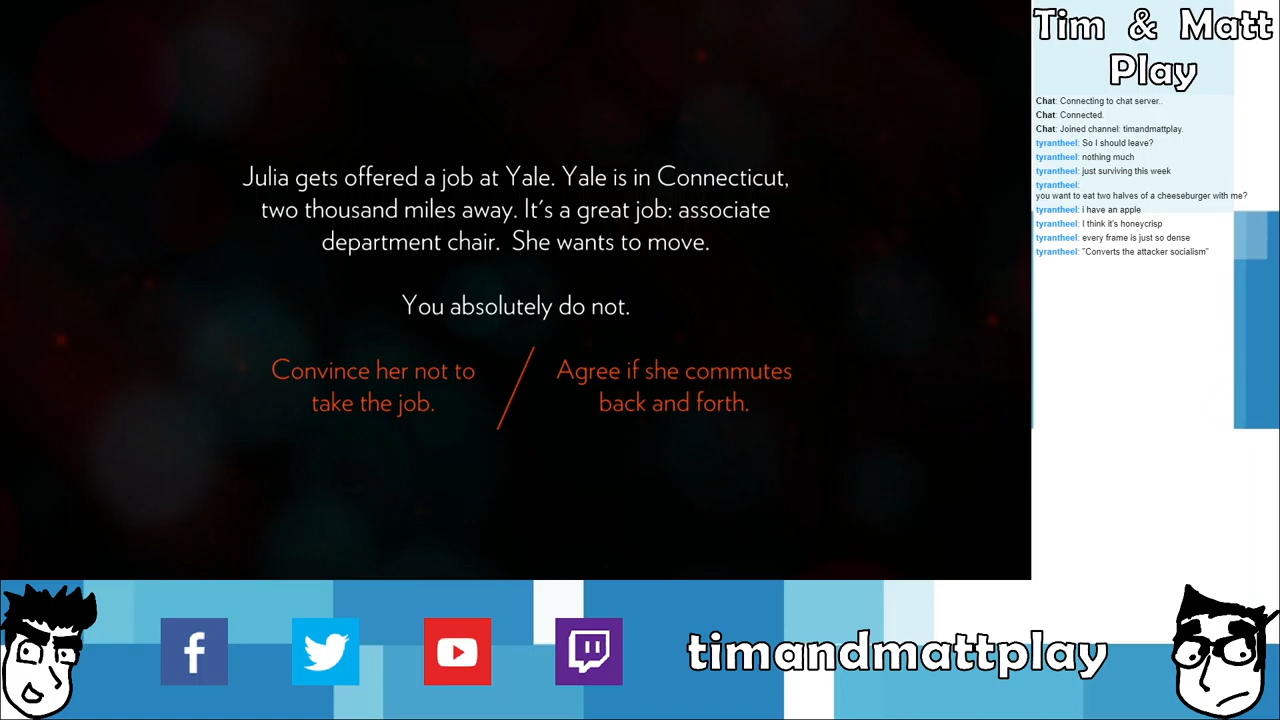 Julia gets offered a job at Yale. Yale is in Connecticut,
two thousand miles away. It's a great job: associate
department chair.  She wants to move.
You absolutely do not.
Convince her not to
take the job.
Agree if she commutes
back and forth.
Tim & Matt
Play
Chat: Connecting to chat server..
Chat: Connected.
Chat: Joined channel: timandmattplay.
tyrantheel: So I should leave?
tyrantheel: nothing much
tyrantheel: just surviving this week
tyrantheel:
you want to eat two halves of a cheeseburger with me?
tyrantheel: i have an apple
tyrantheel: I think it's honeycrisp
tyrantheel: every frame is just so dense
tyrantheel: "Converts the attacker socialism"
timandmattplay